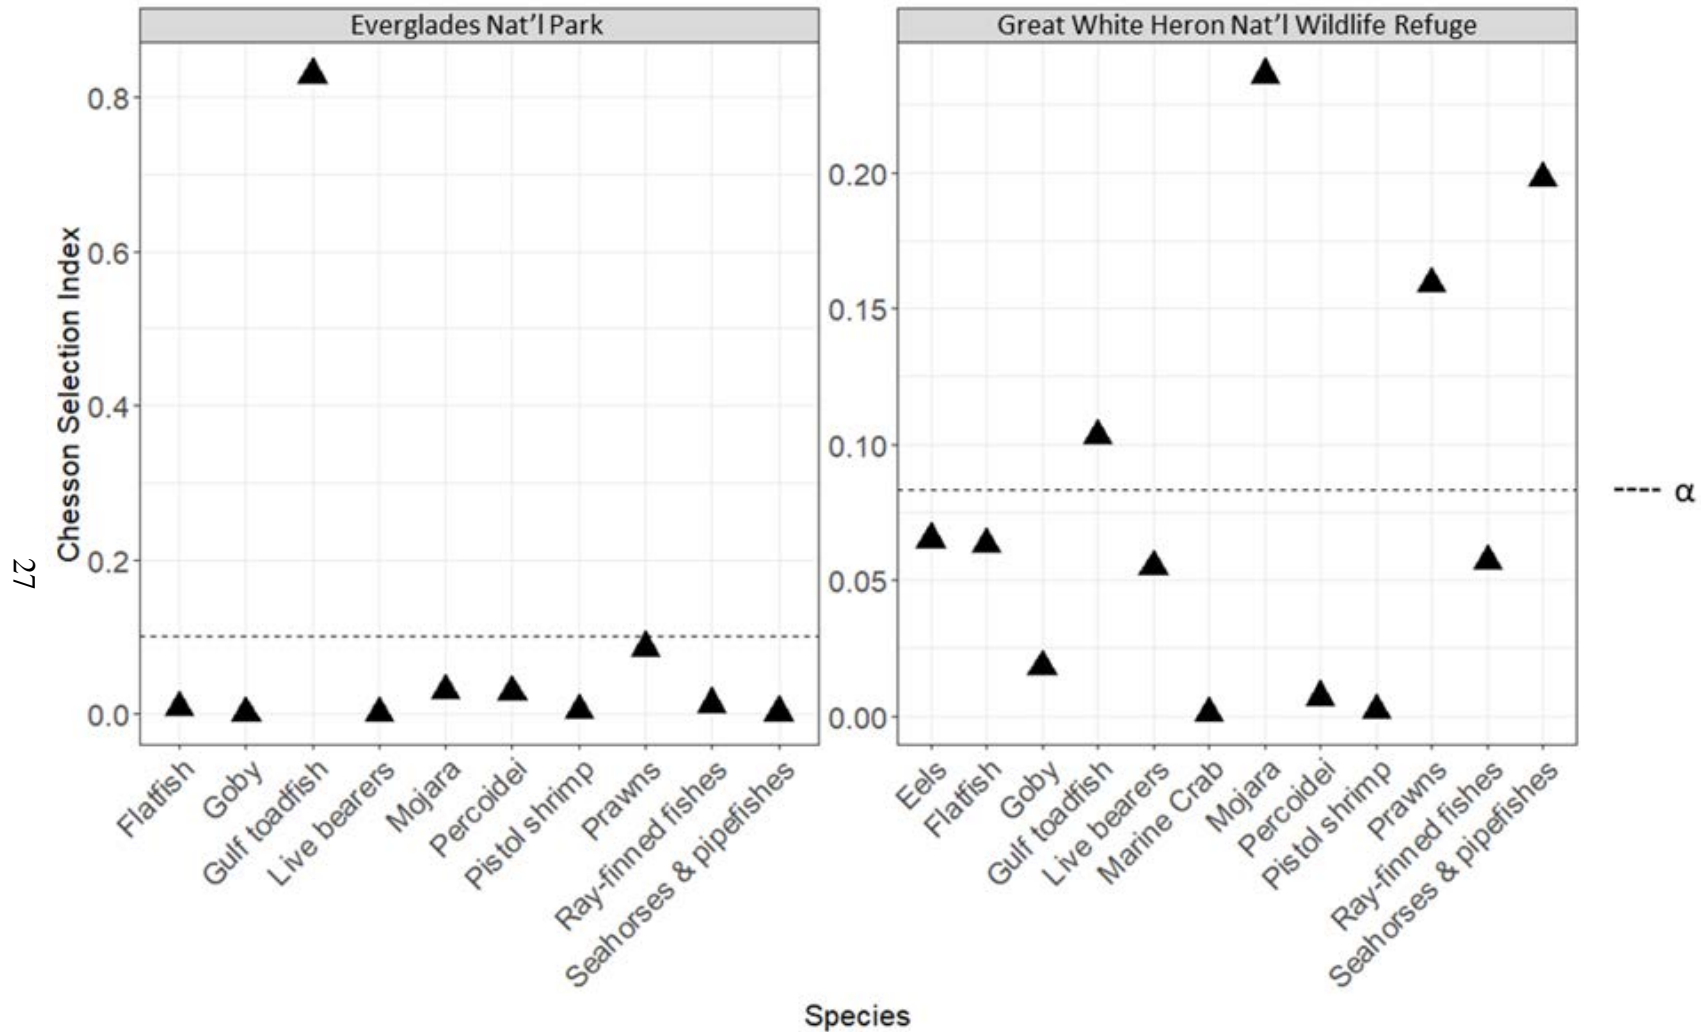 Everglades Nat'l Park
Great White Heron Nat'l Wildlife Refuge
Chesson Selection Index
0.8
0.6
0.4
0.2
0.0
0.20
0.15
0.10
0.05
0.00
α
27
Flatfish
Goby
Gulf toadfish
Live bearers
Mojara
Percoidei
Pistol shrimp
Prawns
Ray-finned fishes
Seahorses & pipefishes
Eels
Flatfish
Goby
Gulf toadfish
Live bearers
Marine Crab
Mojara
Percoidei
Pistol shrimp
Prawns
Ray-finned fishes
Seahorses & pipefishes
Species